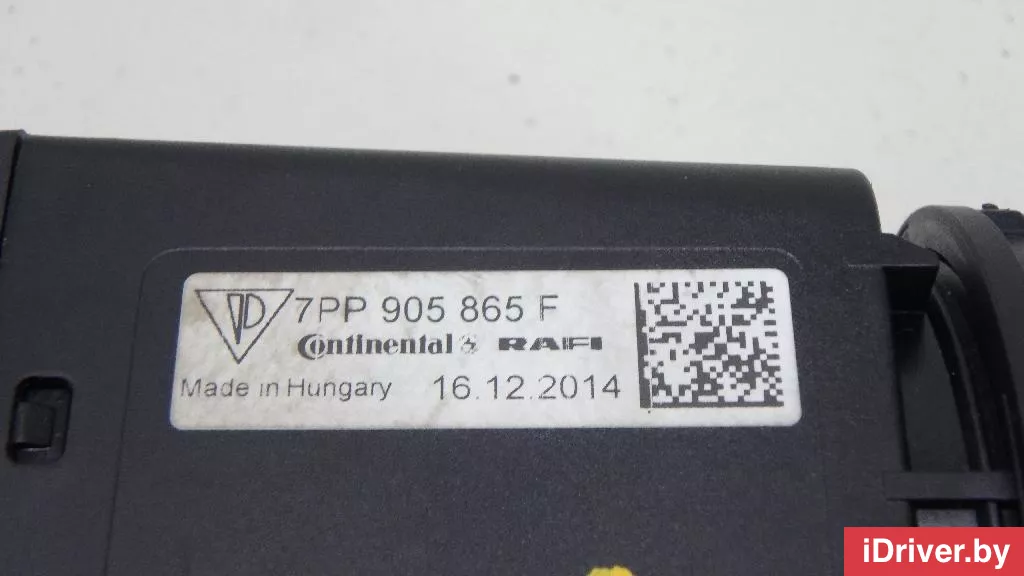 7PP 905 865 F
Continental RAFI
Made in Hungary 16.12.2014
iDriver.by